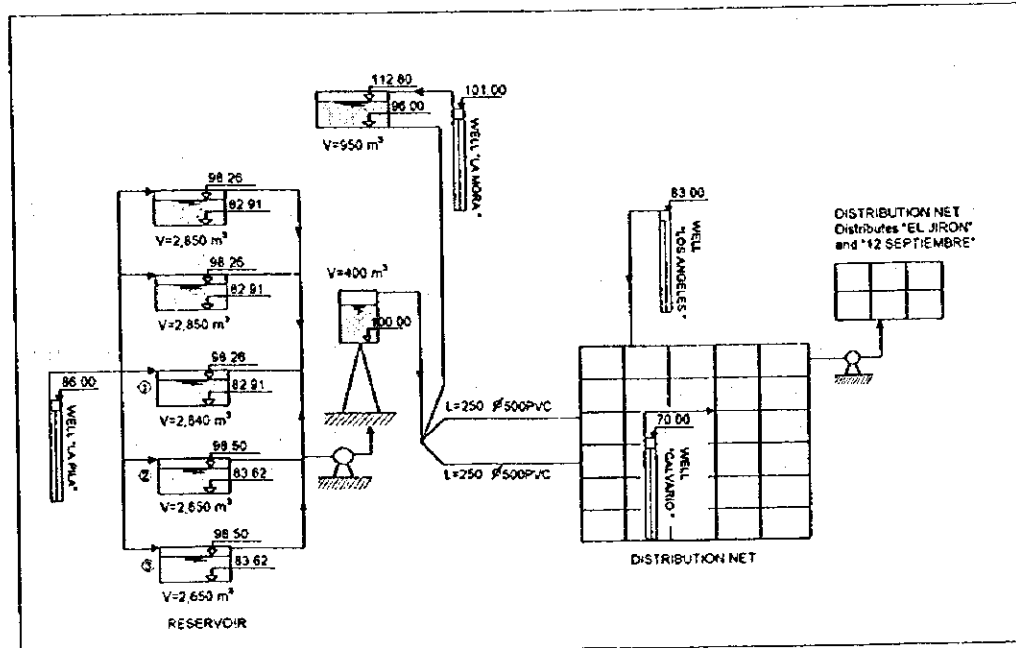 112.80
96.00
V=950 m³
101.00
WELL "LA MORA"
98.26
82.91
V=2,850 m³
98.26
82.91
V=2,850 m³
98.26
82.91
①
V=2,840 m³
98.50
83.62
②
V=2,650 m³
98.50
83.62
③
V=2,650 m³
RESERVOIR
86.00
WELL "LA PILA"
V=400 m³
100.00
L=250 Ø500PVC
L=250 Ø500PVC
83.00
WELL
"LOS ANGELES"
70.00
WELL
"CALVARIO"
DISTRIBUTION NET
DISTRIBUTION NET
Distributes "EL JIRON"
and "12 SEPTIEMBRE"